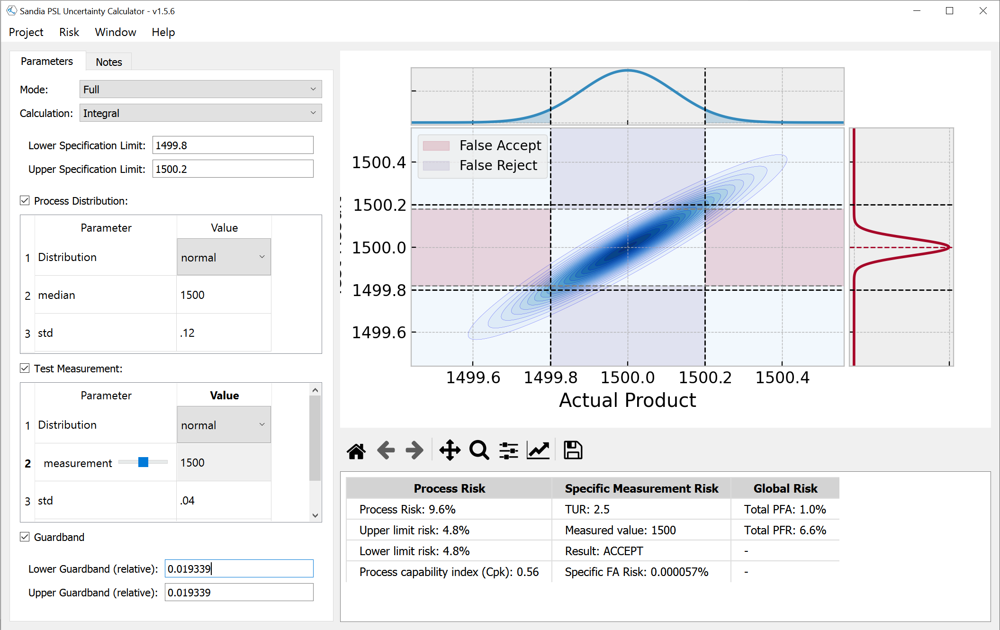 Sandia PSL Uncertainty Calculator - v1.5.6
Project Risk Window Help
Parameters Notes
Mode: Full
Calculation: Integral
Lower Specification Limit: 1499.8
Upper Specification Limit: 1500.2
Process Distribution:
Parameter Value
1 Distribution normal
2 median 1500
3 std .12
Test Measurement:
Parameter Value
1 Distribution normal
2 measurement 1500
3 std .04
Guardband
Lower Guardband (relative): 0.019339
Upper Guardband (relative): 0.019339
False Accept
False Reject
1500.4
1500.2
1500.0
1499.8
1499.6
1499.6 1499.8 1500.0 1500.2 1500.4
Actual Product
Process Risk Specific Measurement Risk Global Risk
Process Risk: 9.6% TUR: 2.5 Total PFA: 1.0%
Upper limit risk: 4.8% Measured value: 1500 Total PFR: 6.6%
Lower limit risk: 4.8% Result: ACCEPT -
Process capability index (Cpk): 0.56 Specific FA Risk: 0.000057% -